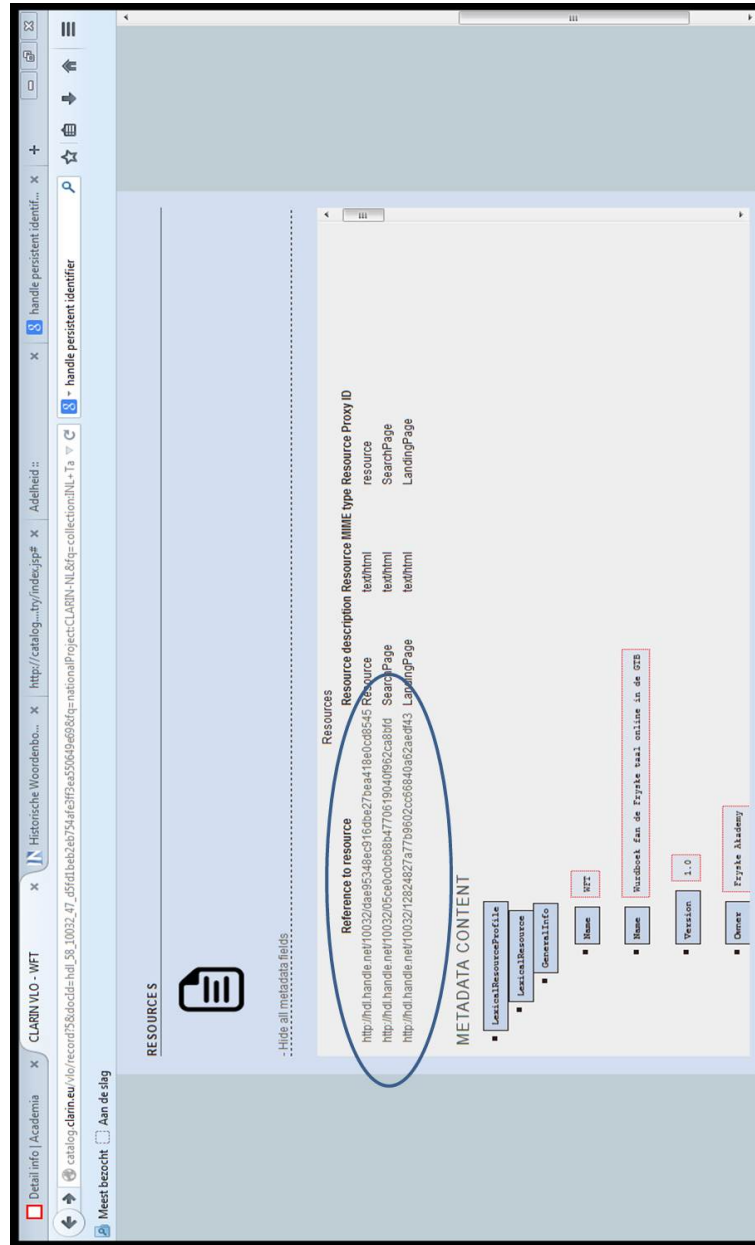 Detail info | Academia
CLARIN VLO - WFT
Historische Woordenbo...
http://catalog....try/index.jsp#
Adelheid ::
handle persistent identif...
catalog.clarin.eu/vlo/record?5&docId=hdl_58_10032_47_d5fd1beb2eb754afe3ff3ea550649e69&fq=nationalProject:CLARIN-NL&fq=collection:INL+Ta
handle persistent identifier
Meest bezocht
Aan de slag
RESOURCES
- Hide all metadata fields
Resources
Reference to resource Resource description Resource MIME type Resource Proxy ID
http://hdl.handle.net/10032/dae95348ec916dbe27bea418e0cd8545 Resource text/html resource
http://hdl.handle.net/10032/05ce0c0cb68b4770619040f962ca8bfd SearchPage text/html SearchPage
http://hdl.handle.net/10032/12824827a77b9602cc66840a62aedf43 LandingPage text/html LandingPage
METADATA CONTENT
LexicalResourceProfile
LexicalResource
GeneralInfo
Name WFT
Name Wurdboek fan de Fryske taal online in de GTB
Version 1.0
Owner Fryske Akademy